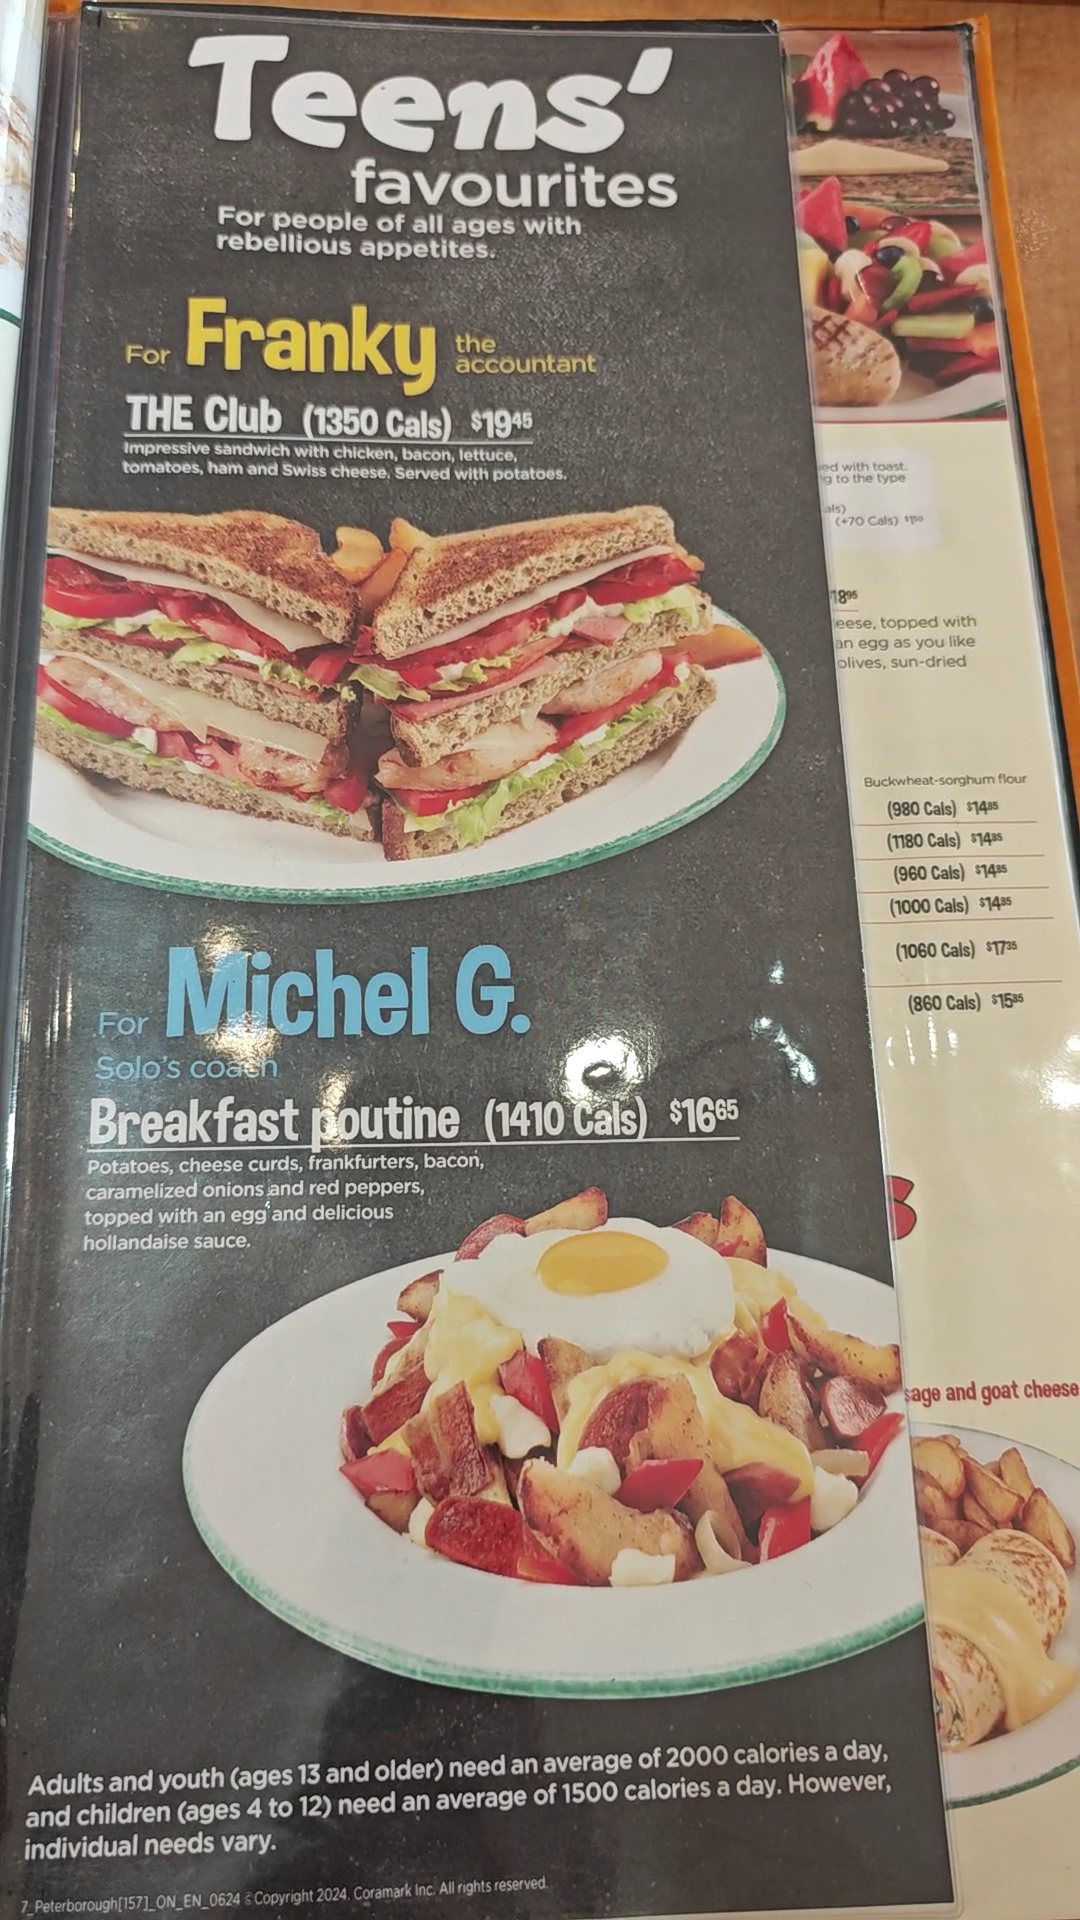 Teens'
favourites
For people of all ages with
rebellious appetites.
For Franky the
accountant
THE Club (1350 Cals) $1945
Impressive sandwich with chicken, bacon, lettuce,
tomatoes, ham and Swiss cheese. Served with potatoes.
For Michel G.
Solo's coach
Breakfast poutine (1410 Cals) $1665
Potatoes, cheese curds, frankfurters, bacon,
caramelized onions and red peppers,
topped with an egg and delicious
hollandaise sauce.
Adults and youth (ages 13 and older) need an average of 2000 calories a day,
and children (ages 4 to 12) need an average of 1500 calories a day. However,
individual needs vary.
7_Peterborough[157]_ON_EN_0624 ©Copyright 2024. Coramark Inc. All rights reserved.
with toast.
to the type
(+70 Cals)
1895
topped with
an egg as you like
olives, sun-dried
Buckwheat-sorghum flour
(980 Cals) $1485
(1180 Cals) $1485
(960 Cals) $1485
(1000 Cals) $1485
(1060 Cals) $1735
(860 Cals) $1585
and goat cheese